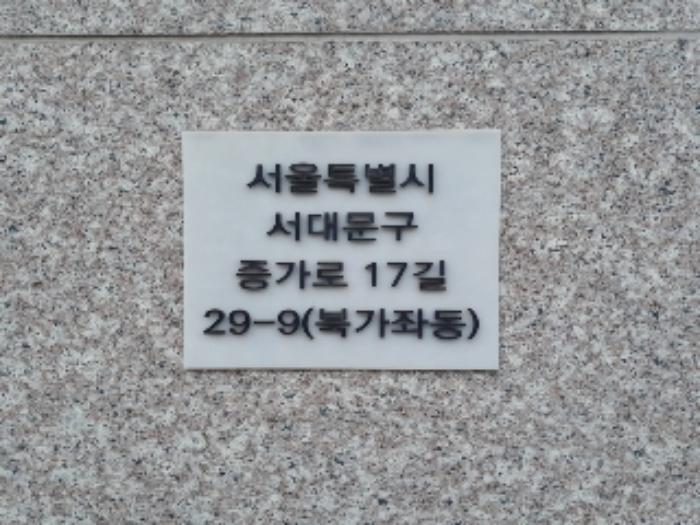 서울특별시
서대문구
증가로 17길
29-9(북가좌동)